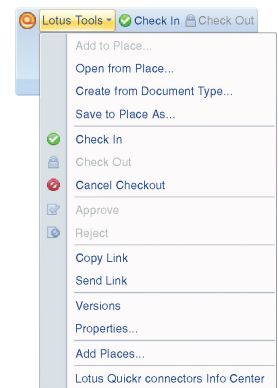 Lotus Tools Check In Check Out
Add to Place...
Open from Place...
Create from Document Type...
Save to Place As...
Check In
Check Out
Cancel Checkout
Approve
Reject
Copy Link
Send Link
Versions
Properties...
Add Places...
Lotus Quickr connectors Info Center